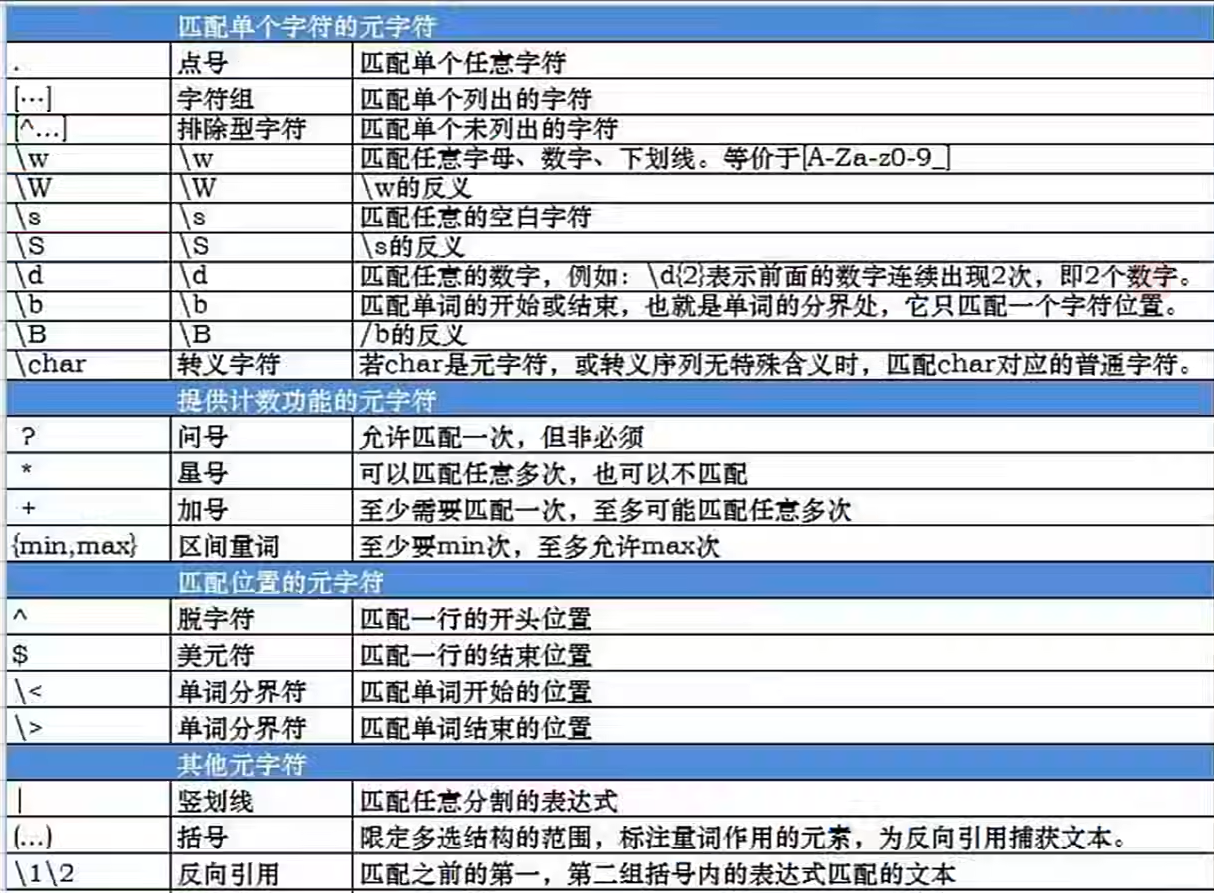 匹配单个字符的元字符
. 点号 匹配单个任意字符
[…] 字符组 匹配单个列出的字符
[^...] 排除型字符 匹配单个未列出的字符
\w \w 匹配任意字母、数字、下划线。等价于[A-Za-z0-9_]
\W \W \w的反义
\s \s 匹配任意的空白字符
\S \S \s的反义
\d \d 匹配任意的数字，例如：\d{2}表示前面的数字连续出现2次，即2个数字。
\b \b 匹配单词的开始或结束，也就是单词的分界处，它只匹配一个字符位置。
\B \B /b的反义
\char 转义字符 若char是元字符，或转义序列无特殊含义时，匹配char对应的普通字符。
提供计数功能的元字符
? 问号 允许匹配一次，但非必须
* 星号 可以匹配任意多次，也可以不匹配
+ 加号 至少需要匹配一次，至多可能匹配任意多次
{min,max} 区间量词 至少要min次，至多允许max次
匹配位置的元字符
^ 脱字符 匹配一行的开头位置
$ 美元符 匹配一行的结束位置
\< 单词分界符 匹配单词开始的位置
\> 单词分界符 匹配单词结束的位置
其他元字符
| 竖划线 匹配任意分割的表达式
(...) 括号 限定多选结构的范围，标注量词作用的元素，为反向引用捕获文本。
\1\2 反向引用 匹配之前的第一，第二组括号内的表达式匹配的文本